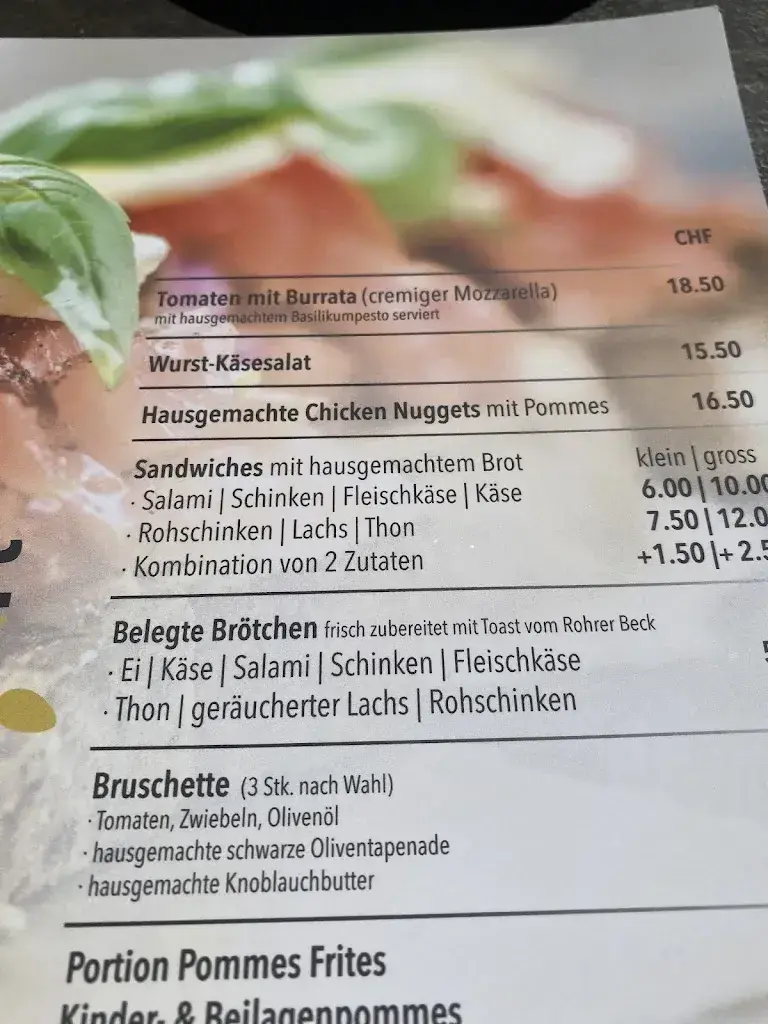 CHF
Tomaten mit Burrata (cremiger Mozzarella) 18.50
mit hausgemachtem Basilikumpesto serviert
Wurst-Käsesalat 15.50
Hausgemachte Chicken Nuggets mit Pommes 16.50
Sandwiches mit hausgemachtem Brot klein | gross
· Salami | Schinken | Fleischkäse | Käse 6.00 | 10.00
· Rohschinken | Lachs | Thon 7.50 | 12.0
· Kombination von 2 Zutaten +1.50 |+ 2.5
Belegte Brötchen frisch zubereitet mit Toast vom Rohrer Beck
· Ei | Käse | Salami | Schinken | Fleischkäse
· Thon | geräucherter Lachs | Rohschinken
Bruschette (3 Stk. nach Wahl)
· Tomaten, Zwiebeln, Olivenöl
· hausgemachte schwarze Oliventapenade
· hausgemachte Knoblauchbutter
Portion Pommes Frites
Kinder- & Beilagenpommes